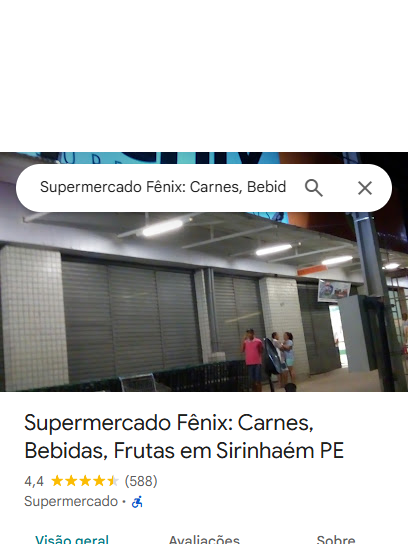 Supermercado Fênix: Carnes, Bebid
Supermercado Fênix: Carnes,
Bebidas, Frutas em Sirinhaém PE
4,4 (588)
Supermercado ·
Visão geral Avaliações Sobre